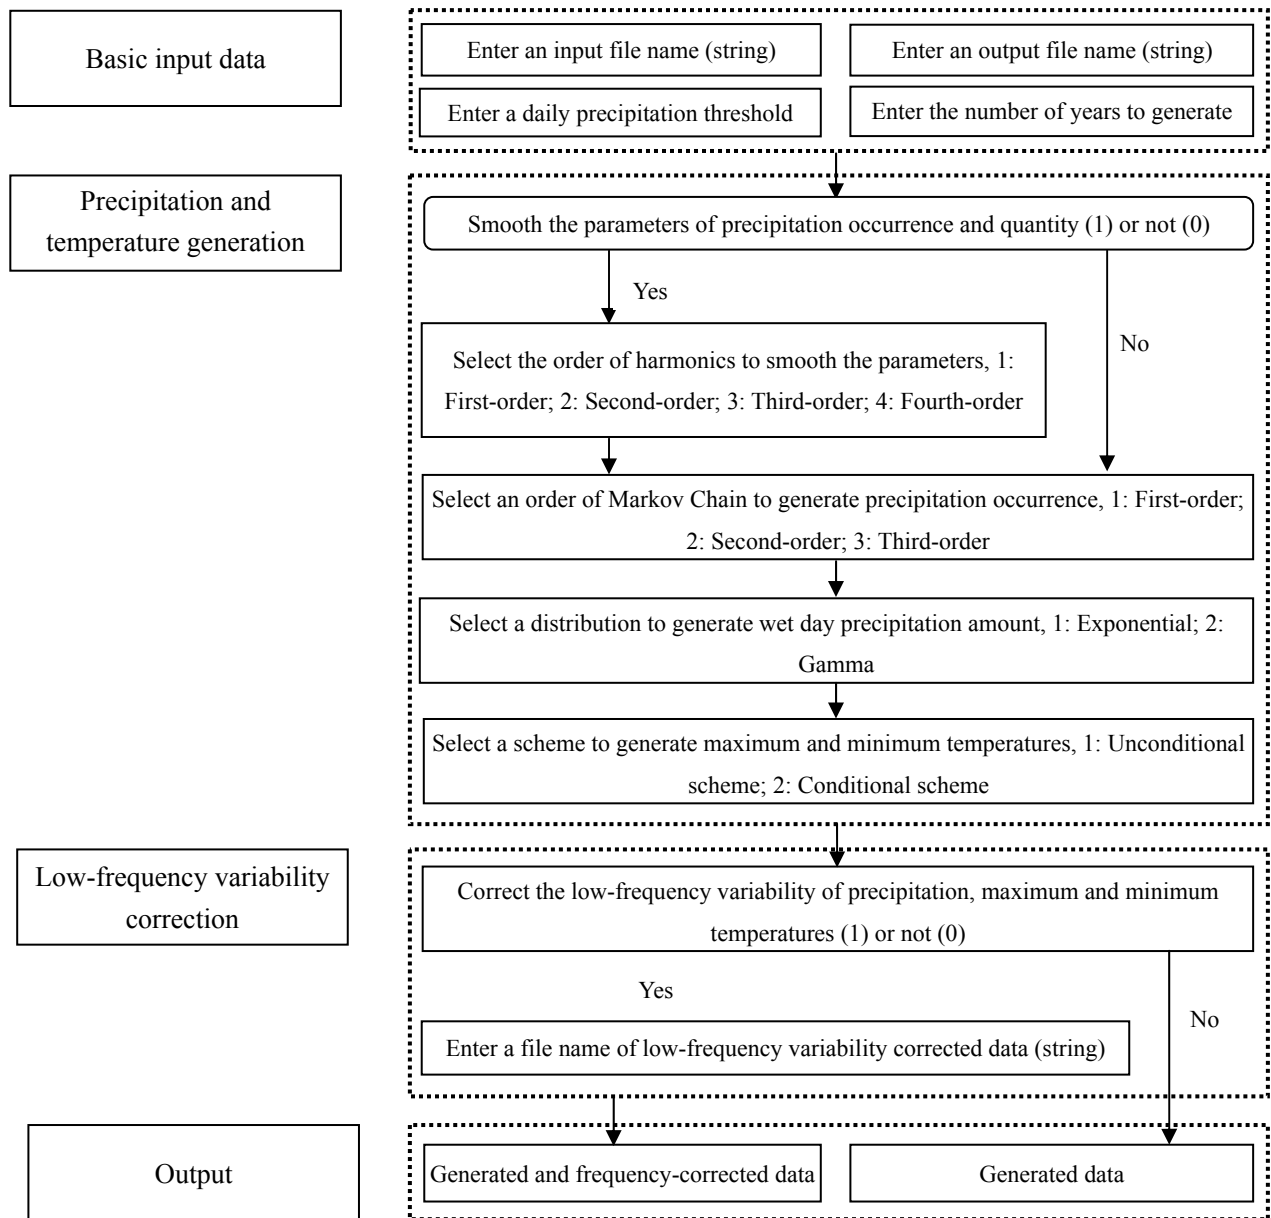 Basic input data
Enter an input file name (string)
Enter an output file name (string)
Enter a daily precipitation threshold
Enter the number of years to generate
Precipitation and
temperature generation
Smooth the parameters of precipitation occurrence and quantity (1) or not (0)
Yes
No
Select the order of harmonics to smooth the parameters, 1:
First-order; 2: Second-order; 3: Third-order; 4: Fourth-order
Select an order of Markov Chain to generate precipitation occurrence, 1: First-order;
2: Second-order; 3: Third-order
Select a distribution to generate wet day precipitation amount, 1: Exponential; 2:
Gamma
Select a scheme to generate maximum and minimum temperatures, 1: Unconditional
scheme; 2: Conditional scheme
Low-frequency variability
correction
Correct the low-frequency variability of precipitation, maximum and minimum
temperatures (1) or not (0)
Yes
No
Enter a file name of low-frequency variability corrected data (string)
Output
Generated and frequency-corrected data
Generated data